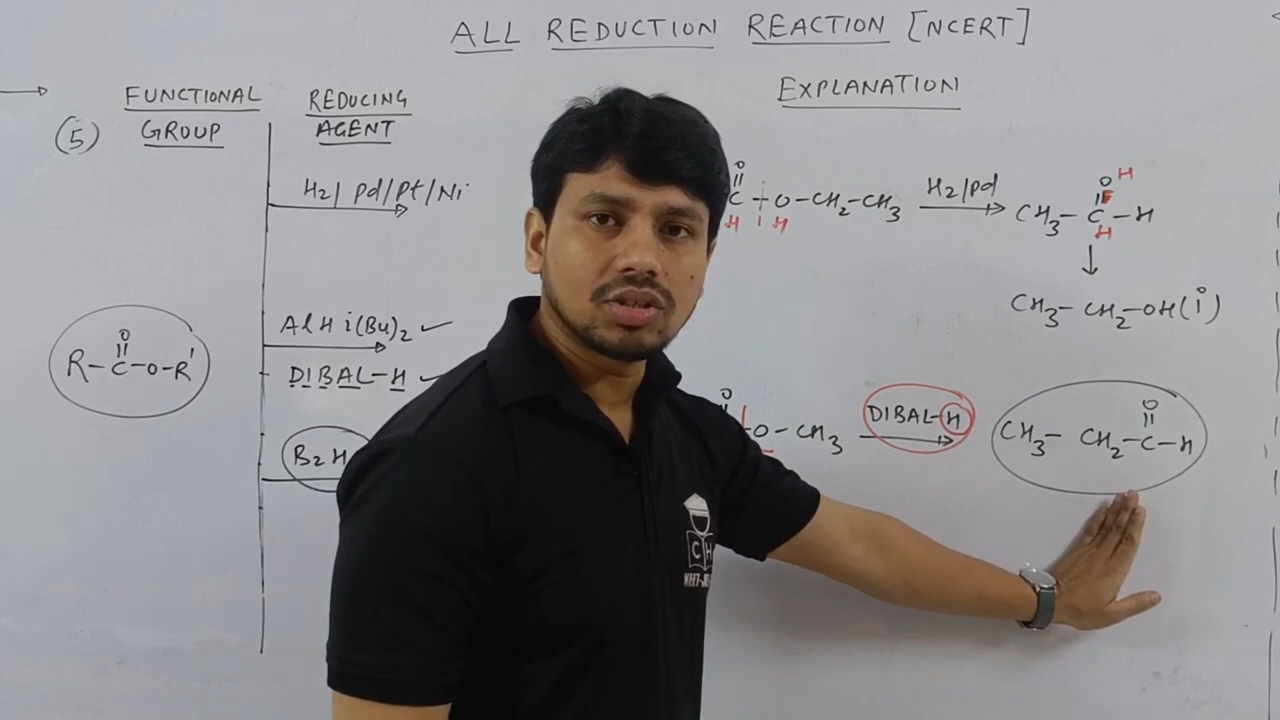 ALL REDUCTION REACTION [NCERT]
FUNCTIONAL GROUP
REDUCING AGENT
EXPLANATION
(5)
H2/ Pd/Pt/Ni
O
C-O-CH2-CH3
H H
H2/Pd
O H
CH3-C-H
H
CH3-CH2-OH(i)
AlH i(Bu)2 ✓
DIBAL-H
O
R-C-O-R'
B2H
O-CH3
DIBAL-H
O
CH3-CH2-C-H
C H